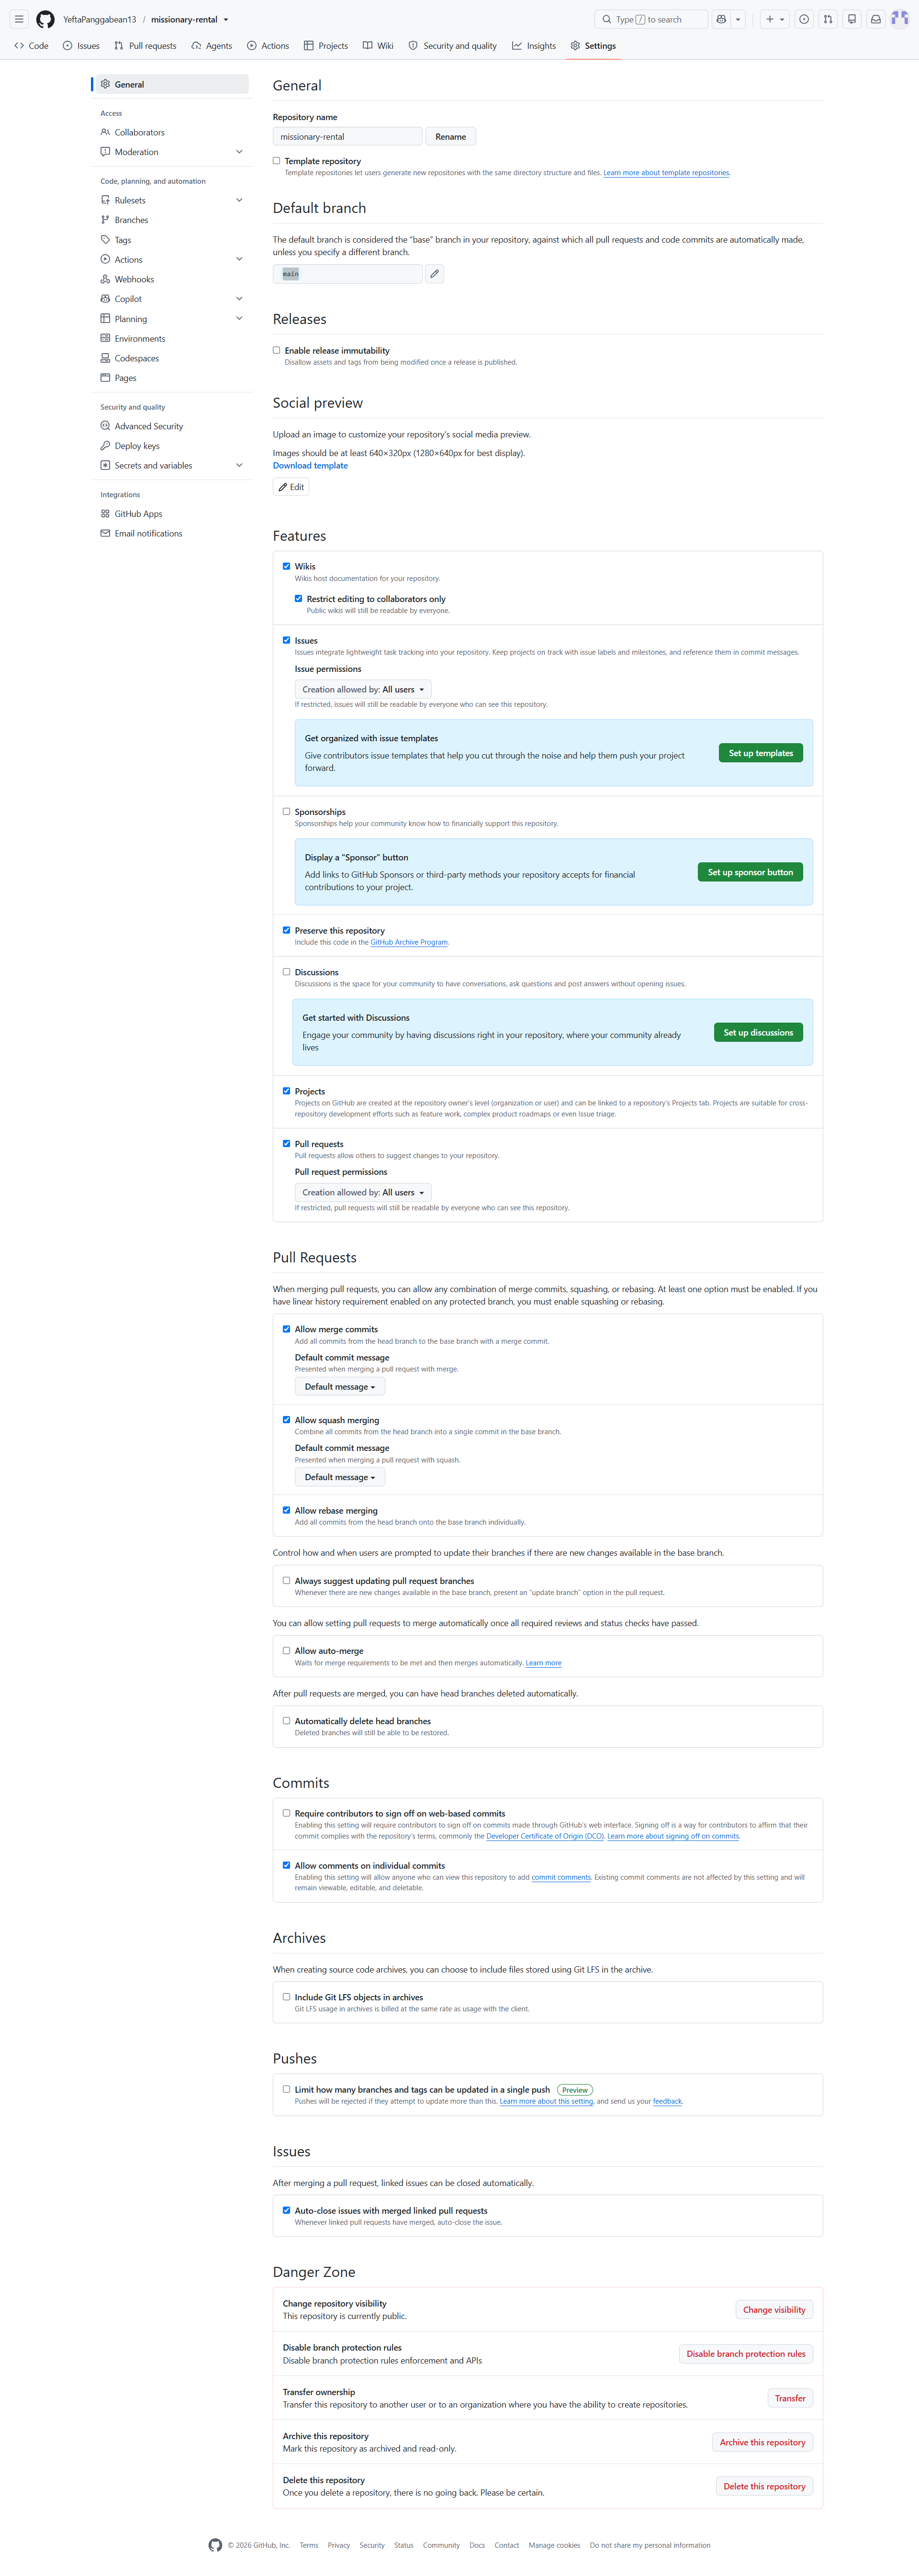 YeftaPanggabean13 / missionary-rental
Type / to search
Code Issues Pull requests Agents Actions Projects Wiki Security and quality Insights Settings
General
Access
Collaborators
Moderation
Code, planning, and automation
Rulesets
Branches
Tags
Actions
Webhooks
Copilot
Planning
Environments
Codespaces
Pages
Security and quality
Advanced Security
Deploy keys
Secrets and variables
Integrations
GitHub Apps
Email notifications
General
Repository name
missionary-rental Rename
Template repository
Template repositories let users generate new repositories with the same directory structure and files. Learn more about template repositories.
Default branch
The default branch is considered the “base” branch in your repository, against which all pull requests and code commits are automatically made,
unless you specify a different branch.
main
Releases
Enable release immutability
Disallow assets and tags from being modified once a release is published.
Social preview
Upload an image to customize your repository's social media preview.
Images should be at least 640×320px (1280×640px for best display).
Download template
Edit
Features
Wikis
Wikis host documentation for your repository.
Restrict editing to collaborators only
Public wikis will still be readable by everyone.
Issues
Issues integrate lightweight task tracking into your repository. Keep projects on track with issue labels and milestones, and reference them in commit messages.
Issue permissions
Creation allowed by: All users
If restricted, issues will still be readable by everyone who can see this repository.
Get organized with issue templates
Give contributors issue templates that help you cut through the noise and help them push your project
forward.
Set up templates
Sponsorships
Sponsorships help your community know how to financially support this repository.
Display a "Sponsor" button
Add links to GitHub Sponsors or third-party methods your repository accepts for financial
contributions to your project.
Set up sponsor button
Preserve this repository
Include this code in the GitHub Archive Program.
Discussions
Discussions is the space for your community to have conversations, ask questions and post answers without opening issues.
Get started with Discussions
Engage your community by having discussions right in your repository, where your community already
lives
Set up discussions
Projects
Projects on GitHub are created at the repository owner's level (organization or user) and can be linked to a repository's Projects tab. Projects are suitable for cross-
repository development efforts such as feature work, complex product roadmaps or even Issue triage.
Pull requests
Pull requests allow others to suggest changes to your repository.
Pull request permissions
Creation allowed by: All users
If restricted, pull requests will still be readable by everyone who can see this repository.
Pull Requests
When merging pull requests, you can allow any combination of merge commits, squashing, or rebasing. At least one option must be enabled. If you
have linear history requirement enabled on any protected branch, you must enable squashing or rebasing.
Allow merge commits
Add all commits from the head branch to the base branch with a merge commit.
Default commit message
Presented when merging a pull request with merge.
Default message
Allow squash merging
Combine all commits from the head branch into a single commit in the base branch.
Default commit message
Presented when merging a pull request with squash.
Default message
Allow rebase merging
Add all commits from the head branch onto the base branch individually.
Control how and when users are prompted to update their branches if there are new changes available in the base branch.
Always suggest updating pull request branches
Whenever there are new changes available in the base branch, present an “update branch” option in the pull request.
You can allow setting pull requests to merge automatically once all required reviews and status checks have passed.
Allow auto-merge
Waits for merge requirements to be met and then merges automatically. Learn more
After pull requests are merged, you can have head branches deleted automatically.
Automatically delete head branches
Deleted branches will still be able to be restored.
Commits
Require contributors to sign off on web-based commits
Enabling this setting will require contributors to sign off on commits made through GitHub's web interface. Signing off is a way for contributors to affirm that their
commit complies with the repository's terms, commonly the Developer Certificate of Origin (DCO). Learn more about signing off on commits.
Allow comments on individual commits
Enabling this setting will allow anyone who can view this repository to add commit comments. Existing commit comments are not affected by this setting and will
remain viewable, editable, and deletable.
Archives
When creating source code archives, you can choose to include files stored using Git LFS in the archive.
Include Git LFS objects in archives
Git LFS usage in archives is billed at the same rate as usage with the client.
Pushes
Limit how many branches and tags can be updated in a single push Preview
Pushes will be rejected if they attempt to update more than this. Learn more about this setting, and send us your feedback.
Issues
After merging a pull request, linked issues can be closed automatically.
Auto-close issues with merged linked pull requests
Whenever linked pull requests have merged, auto-close the issue.
Danger Zone
Change repository visibility
This repository is currently public.
Change visibility
Disable branch protection rules
Disable branch protection rules enforcement and APIs
Disable branch protection rules
Transfer ownership
Transfer this repository to another user or to an organization where you have the ability to create repositories.
Transfer
Archive this repository
Mark this repository as archived and read-only.
Archive this repository
Delete this repository
Once you delete a repository, there is no going back. Please be certain.
Delete this repository
© 2026 GitHub, Inc. Terms Privacy Security Status Community Docs Contact Manage cookies Do not share my personal information